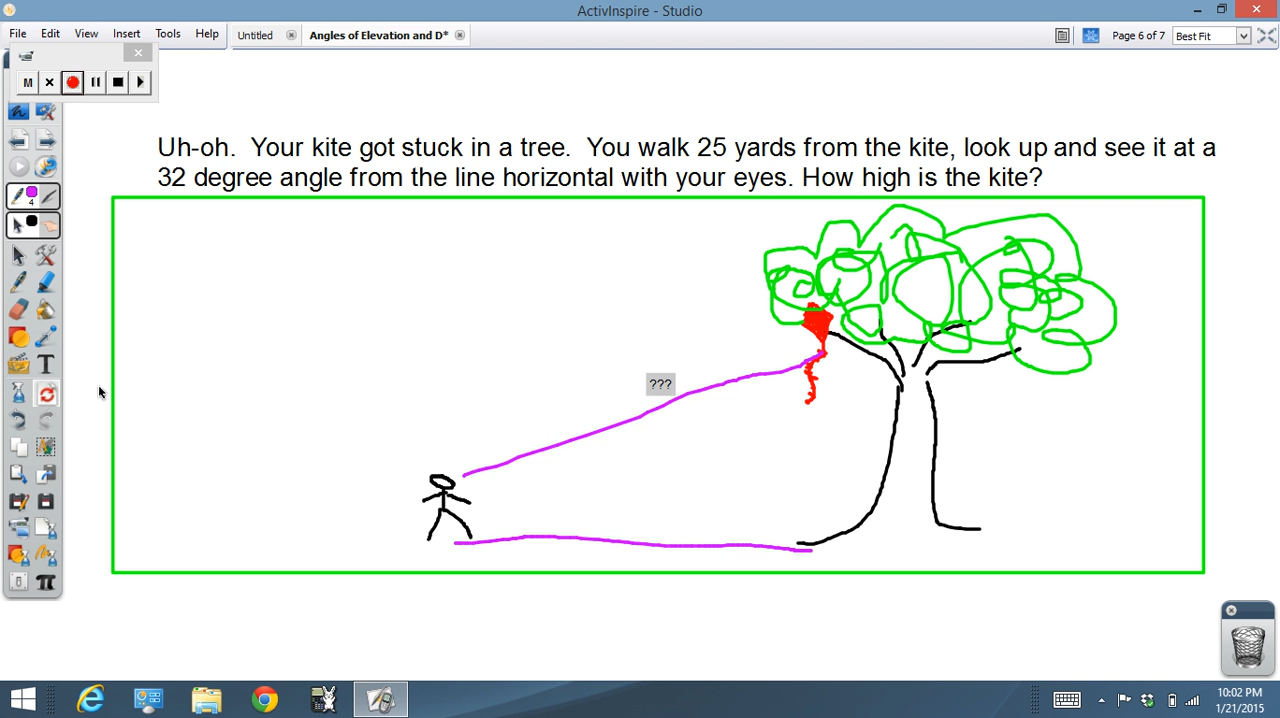 ActivInspire - Studio
File Edit View Insert Tools Help
Untitled
Angles of Elevation and D*
Page 6 of 7
Best Fit
M
4
Uh-oh. Your kite got stuck in a tree. You walk 25 yards from the kite, look up and see it at a
32 degree angle from the line horizontal with your eyes. How high is the kite?
???
T
π
10:02 PM
1/21/2015